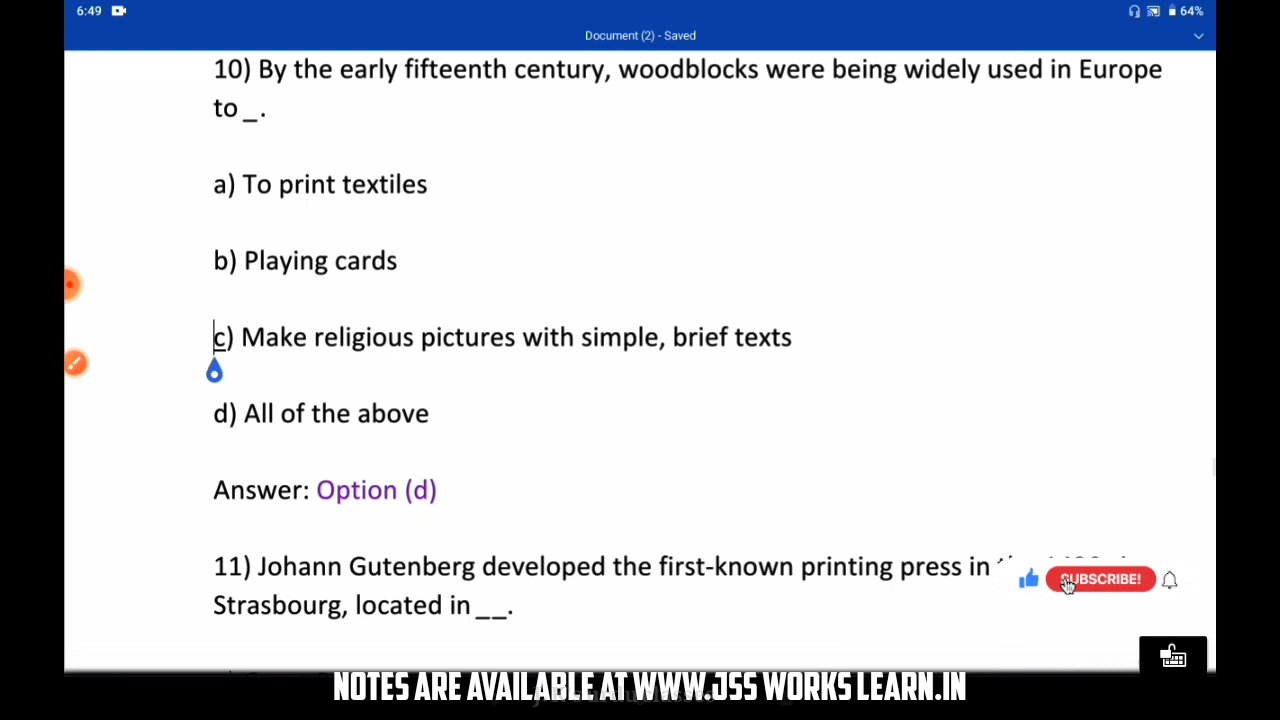 6:49
64%
Document (2) - Saved
10) By the early fifteenth century, woodblocks were being widely used in Europe
to _.
a) To print textiles
b) Playing cards
c) Make religious pictures with simple, brief texts
d) All of the above
Answer: Option (d)
11) Johann Gutenberg developed the first-known printing press in
SUBSCRIBE!
Strasbourg, located in __.
NOTES ARE AVAILABLE AT WWW.JSS WORKS LEARN.IN